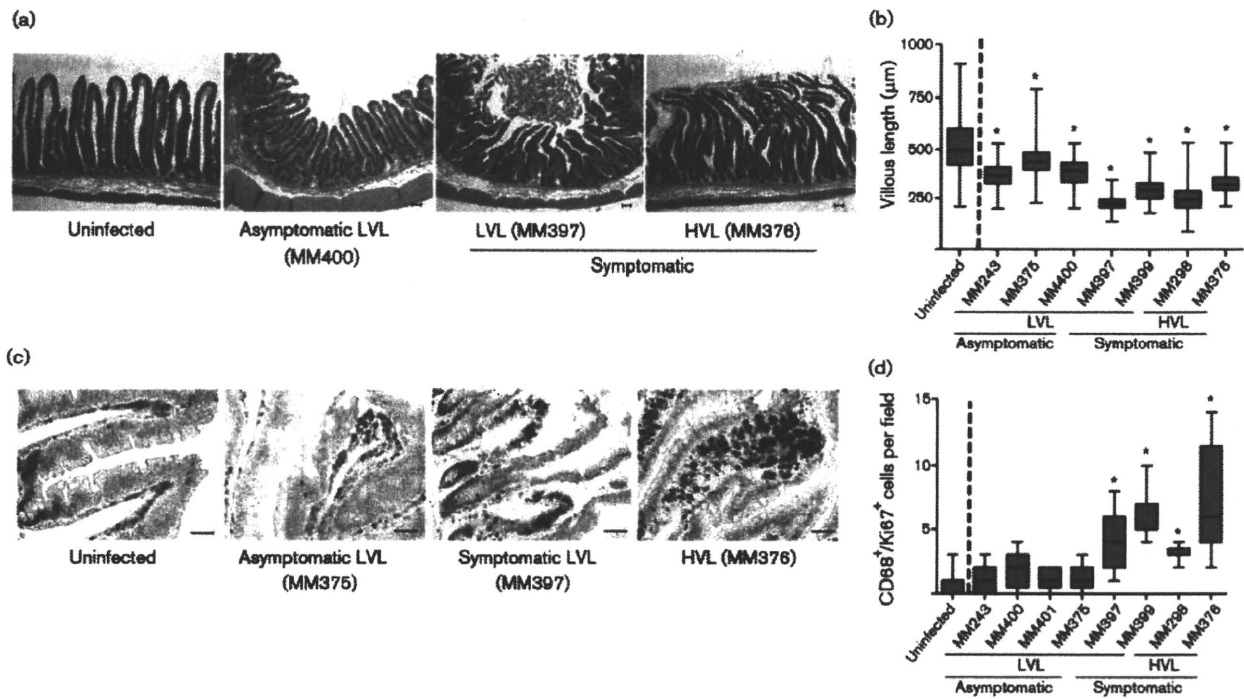 (a)
Uninfected
Asymptomatic LVL
(MM400)
LVL (MM397)
HVL (MM376)
Symptomatic
(b)
Villous length (μm)
1000
750
500
250
*
*
*
*
*
*
*
Uninfected
MM243
MM375
MM400
MM397
MM399
MM298
MM376
LVL
HVL
Asymptomatic
Symptomatic
(c)
Uninfected
Asymptomatic LVL
(MM375)
Symptomatic LVL
(MM397)
HVL (MM376)
(d)
CD68+/Ki67+ cells per field
15
10
5
*
*
*
*
Uninfected
MM243
MM400
MM401
MM375
MM397
MM399
MM298
MM376
LVL
HVL
Asymptomatic
Symptomatic